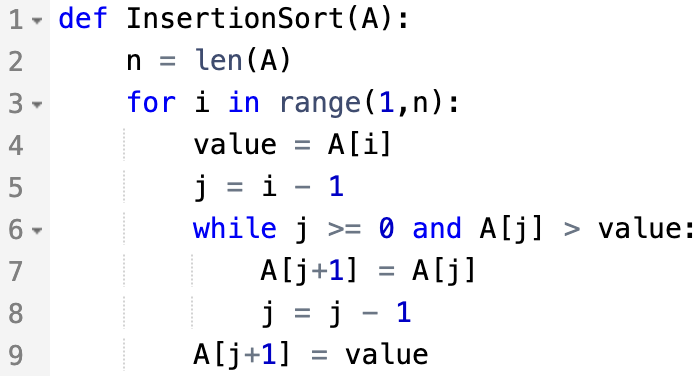 1 def InsertionSort(A):
2     n = len(A)
3     for i in range(1,n):
4         value = A[i]
5         j = i - 1
6         while j >= 0 and A[j] > value:
7             A[j+1] = A[j]
8             j = j - 1
9         A[j+1] = value